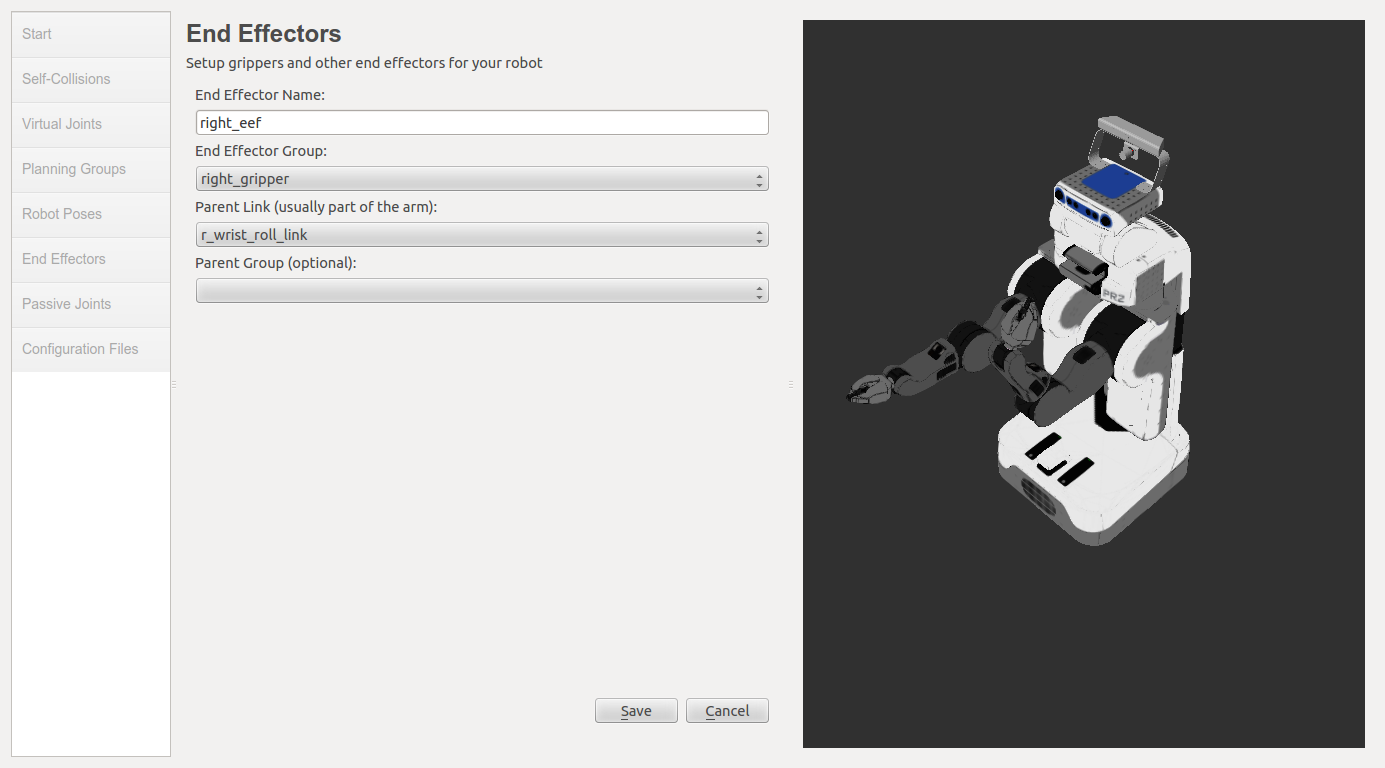 Start
Self-Collisions
Virtual Joints
Planning Groups
Robot Poses
End Effectors
Passive Joints
Configuration Files
End Effectors
Setup grippers and other end effectors for your robot
End Effector Name:
right_eef
End Effector Group:
right_gripper
Parent Link (usually part of the arm):
r_wrist_roll_link
Parent Group (optional):
Save
Cancel
PR2